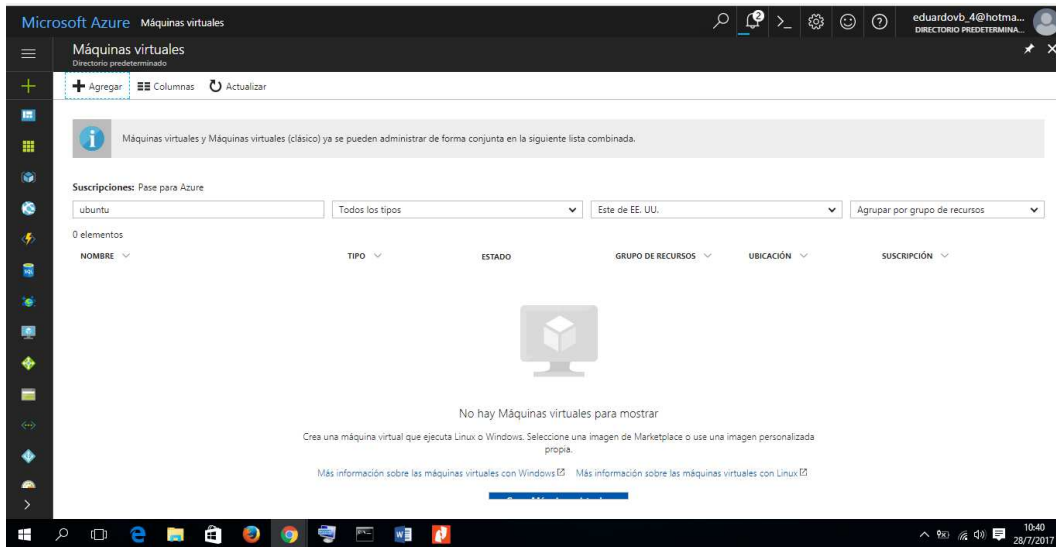 Microsoft Azure Máquinas virtuales
2
eduardovb_4@hotma...
DIRECTORIO PREDETERMINA...
Máquinas virtuales
Directorio predeterminado
Agregar Columnas Actualizar
Máquinas virtuales y Máquinas virtuales (clásico) ya se pueden administrar de forma conjunta en la siguiente lista combinada.
Suscripciones: Pase para Azure
ubuntu Todos los tipos Este de EE. UU. Agrupar por grupo de recursos
0 elementos
NOMBRE TIPO ESTADO GRUPO DE RECURSOS UBICACIÓN SUSCRIPCIÓN
No hay Máquinas virtuales para mostrar
Crea una máquina virtual que ejecuta Linux o Windows. Seleccione una imagen de Marketplace o use una imagen personalizada
propia.
Más información sobre las máquinas virtuales con Windows Más información sobre las máquinas virtuales con Linux
10:40
28/7/2017